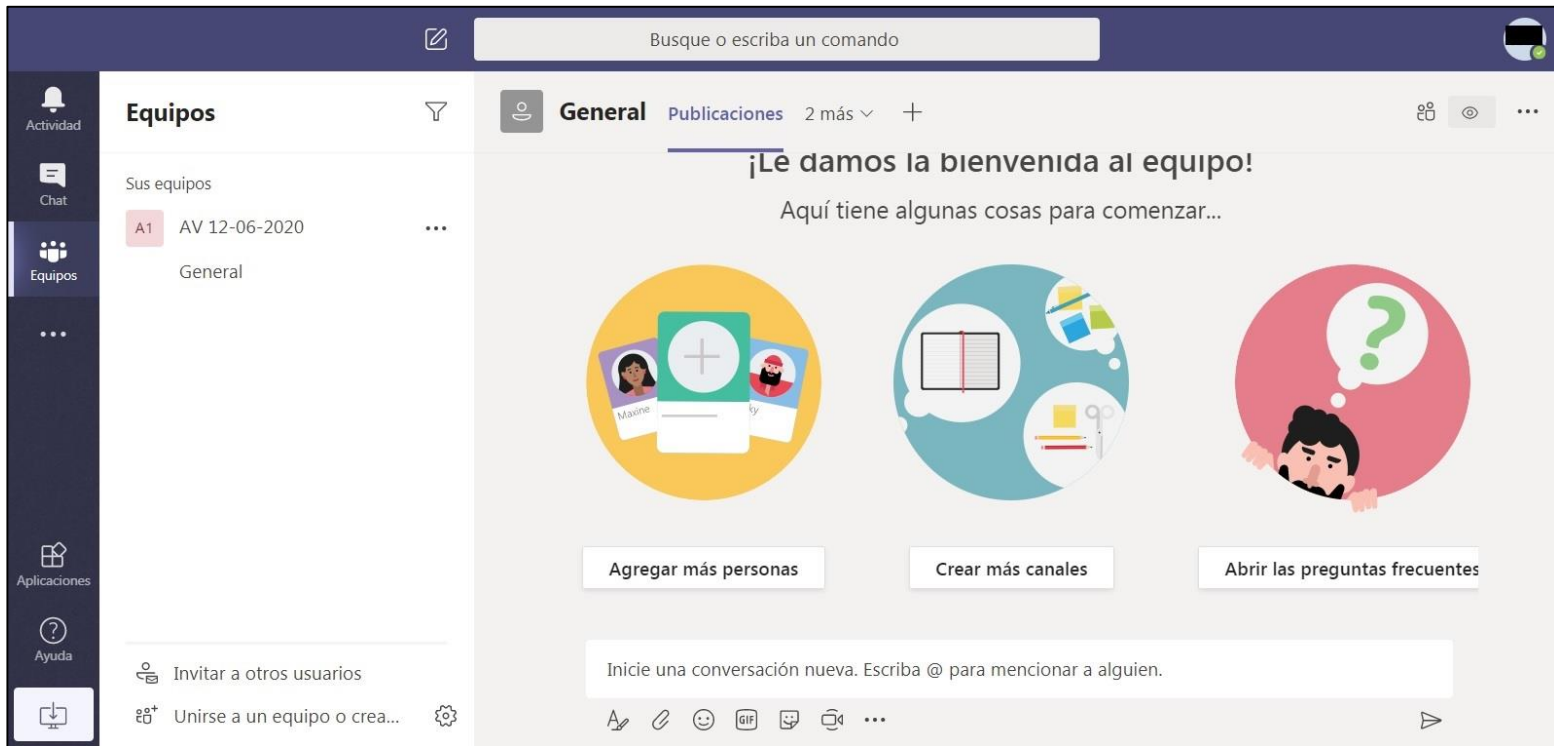 Busque o escriba un comando
Actividad
Chat
Equipos
Aplicaciones
Ayuda
Equipos
Sus equipos
A1 AV 12-06-2020
General
Invitar a otros usuarios
Unirse a un equipo o crea...
General Publicaciones 2 más
¡Le damos la bienvenida al equipo!
Aquí tiene algunas cosas para comenzar...
Maxine
ky
?
Agregar más personas
Crear más canales
Abrir las preguntas frecuentes
Inicie una conversación nueva. Escriba @ para mencionar a alguien.
GIF